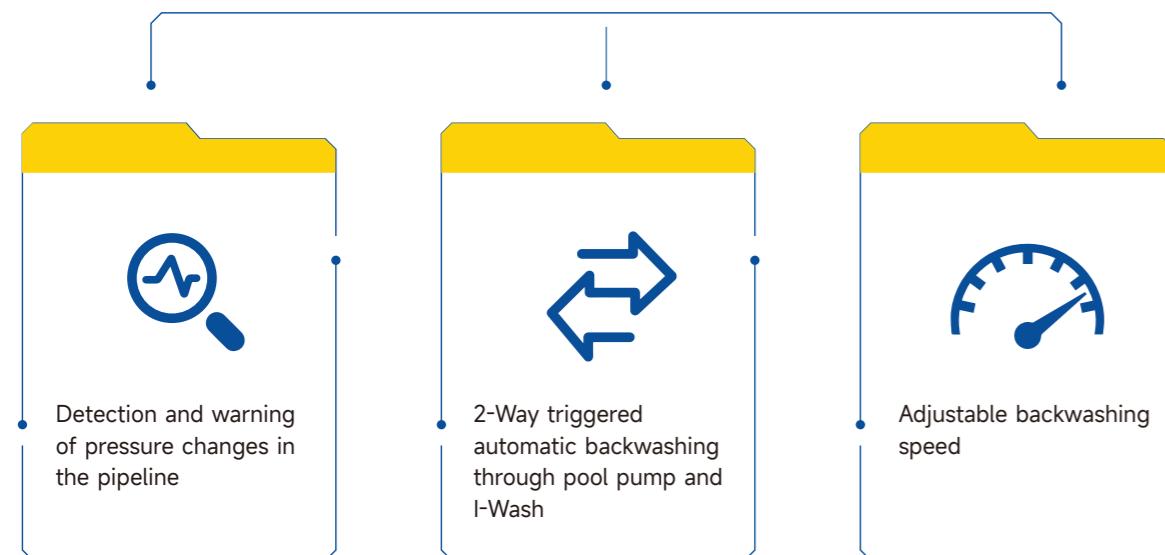 Detection and warning
of pressure changes in
the pipeline
2-Way triggered
automatic backwashing
through pool pump and
I-Wash
Adjustable backwashing
speed